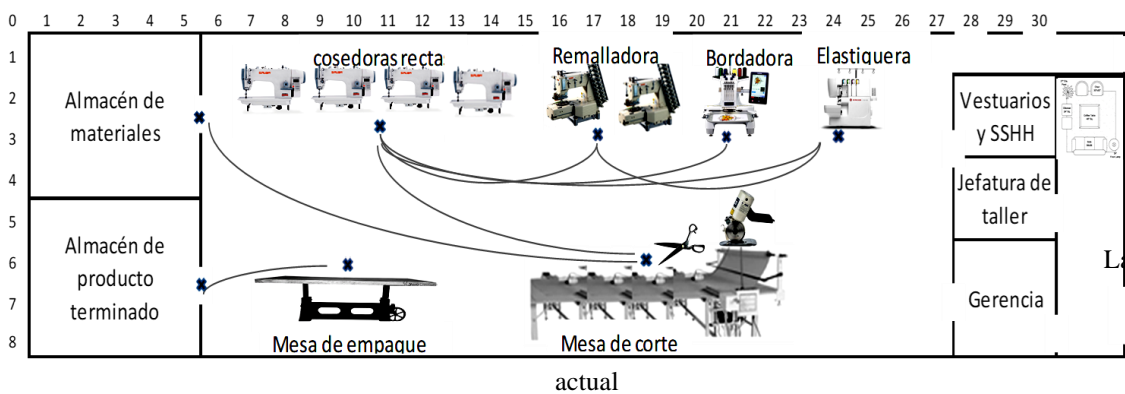 0 1 2 3 4 5 6 7 8 9 10 11 12 13 14 15 16 17 18 19 20 21 22 23 24 25 26 27 28 29 30
1
2
3
4
5
6
7
8
Almacén de
materiales
cosedoras recta
Remalladora
Bordadora
Elastiquera
Vestuarios
y SSHH
Jefatura de
taller
Almacén de
producto
terminado
Gerencia
La
Mesa de empaque
Mesa de corte
actual